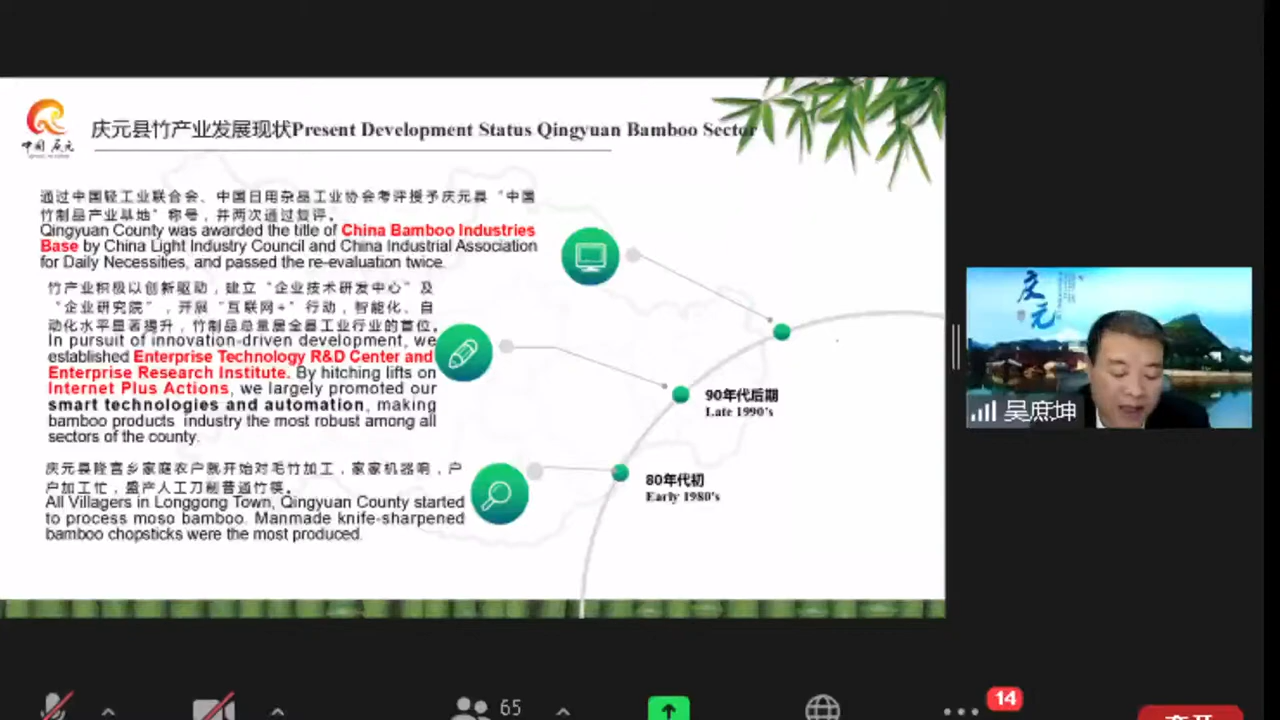 庆元县竹产业发展现状Present Development Status Qingyuan Bamboo Sector
中国 庆元
通过中国轻工业联合会、中国日用杂品工业协会考评授予庆元县“中国
竹制品产业基地”称号，并两次通过复评。
Qingyuan County was awarded the title of China Bamboo Industries
Base by China Light Industry Council and China Industrial Association
for Daily Necessities, and passed the re-evaluation twice.
竹产业积极以创新驱动，建立“企业技术研发中心”及
“企业研究院”，开展“互联网+”行动，智能化、自
动化水平显著提升，竹制品总量居全县工业行业的首位。
In pursuit of innovation-driven development, we
established Enterprise Technology R&D Center and
Enterprise Research Institute. By hitching lifts on
Internet Plus Actions, we largely promoted our
smart technologies and automation, making
bamboo products industry the most robust among all
sectors of the county.
90年代后期
Late 1990's
庆元县隆宫乡家庭农户就开始对毛竹加工，家家机器响，户
户加工忙，盛产人工刀削普通竹筷。
All Villagers in Longgong Town, Qingyuan County started
to process moso bamboo. Manmade knife-sharpened
bamboo chopsticks were the most produced.
80年代初
Early 1980's
庆元
吴庶坤
65
14
离开